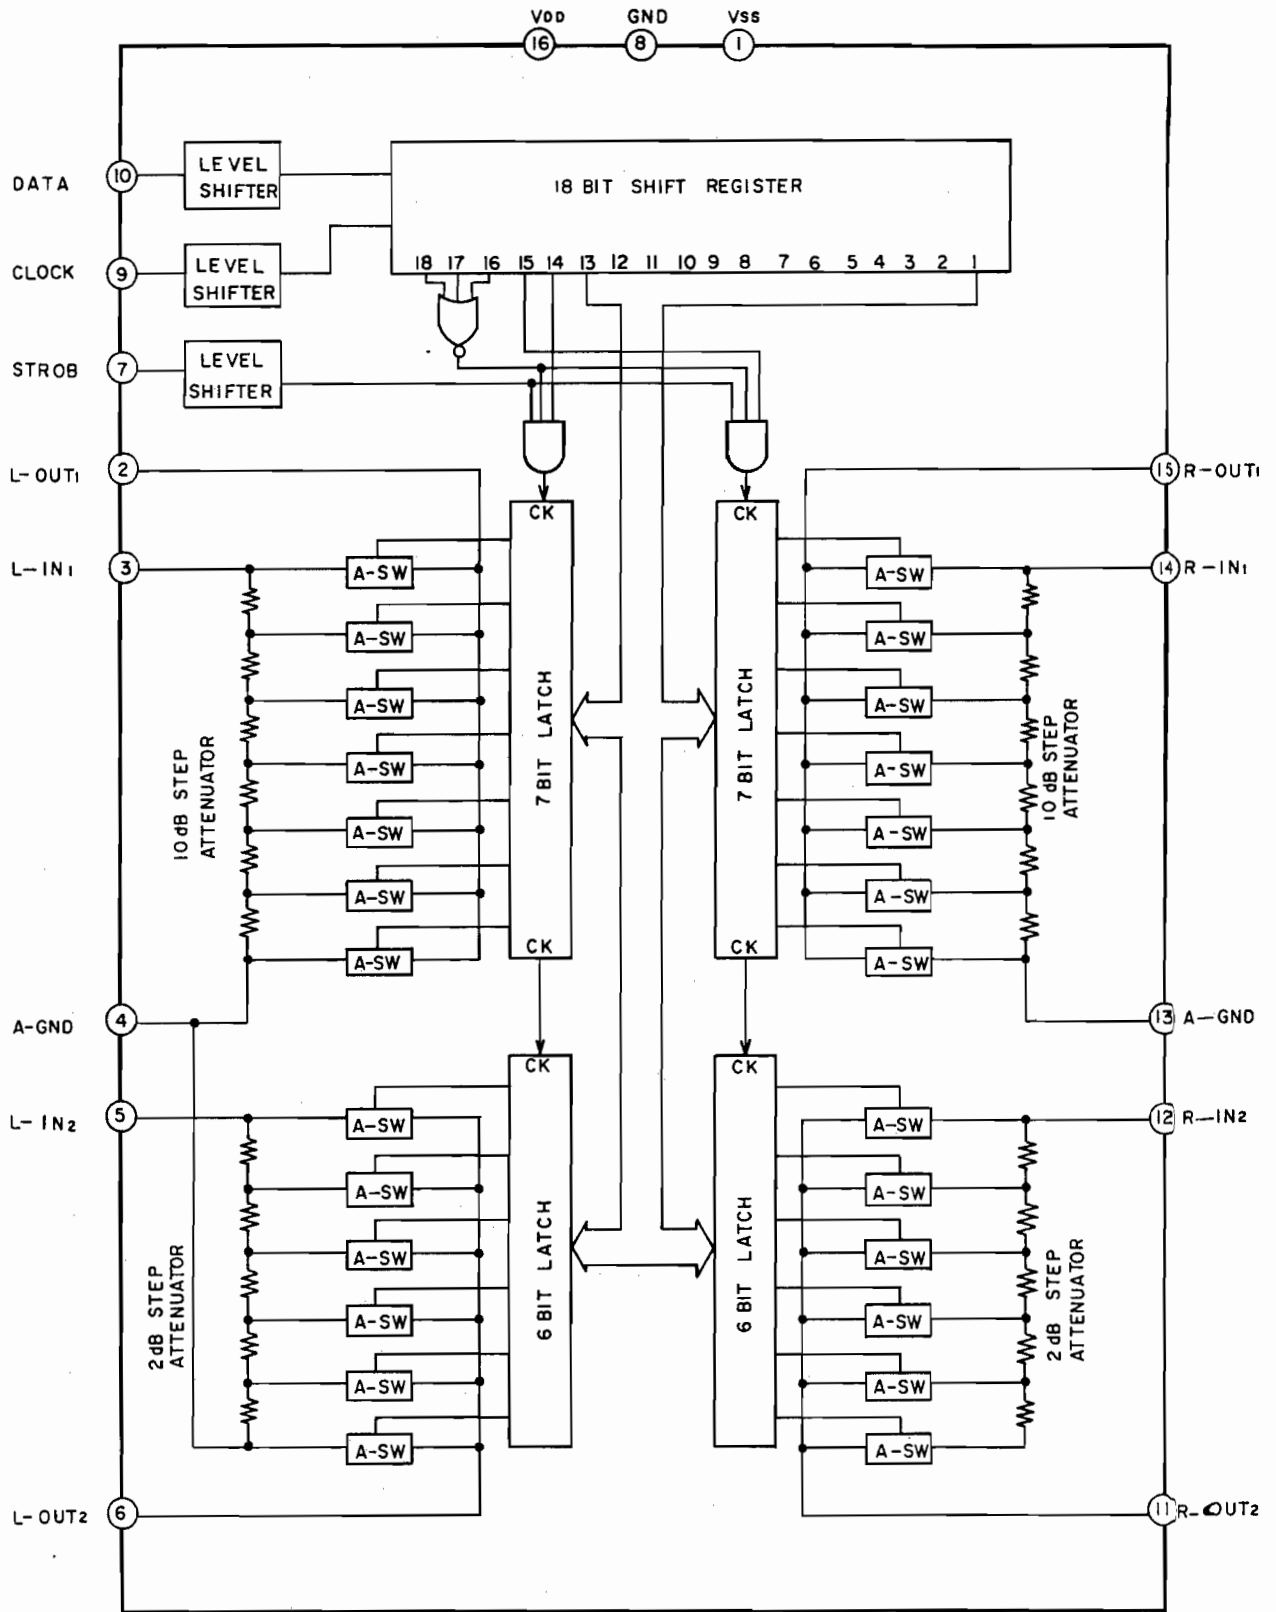 VDD GND VSS
16 8 1
DATA 10 LEVEL SHIFTER
18 BIT SHIFT REGISTER
CLOCK 9 LEVEL SHIFTER
18 17 16 15 14 13 12 11 10 9 8 7 6 5 4 3 2 1
STROB 7 LEVEL SHIFTER
L-OUT1 2
15 R-OUT1
CK
CK
L-IN1 3
14 R-IN1
A-SW
A-SW
A-SW
A-SW
A-SW
A-SW
A-SW
A-SW
A-SW
A-SW
A-SW
A-SW
A-SW
A-SW
10dB STEP
ATTENUATOR
7 BIT LATCH
7 BIT LATCH
10dB STEP
ATTENUATOR
CK
CK
A-GND 4
13 A-GND
CK
CK
L-IN2 5
12 R-IN2
A-SW
A-SW
A-SW
A-SW
A-SW
A-SW
A-SW
A-SW
A-SW
A-SW
A-SW
A-SW
2dB STEP
ATTENUATOR
6 BIT LATCH
6 BIT LATCH
2dB STEP
ATTENUATOR
L-OUT2 6
11 R-OUT2